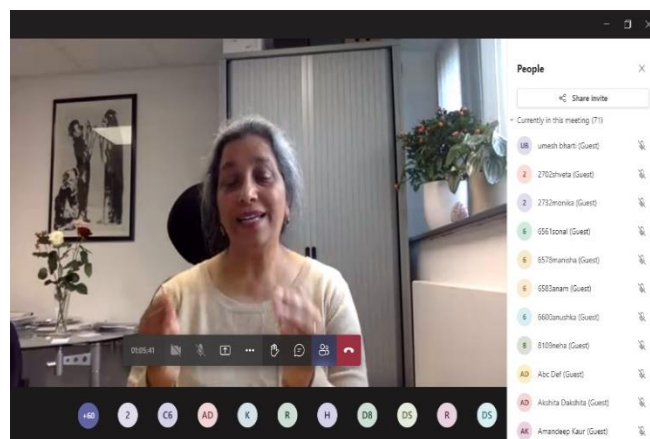 People
Share invite
Currently in this meeting (71)
UB umesh bharti (Guest)
2 2782shveta (Guest)
2 2732monika (Guest)
6 6561sonal (Guest)
6 6578manisha (Guest)
6 6583anam (Guest)
6 6600anushka (Guest)
8 8109neha (Guest)
AD Abc Def (Guest)
AD Akshita Dakshita (Guest)
AK Amandeep Kaur (Guest)
01:05:41
+60 2 C6 AD K R H D8 DS R DS